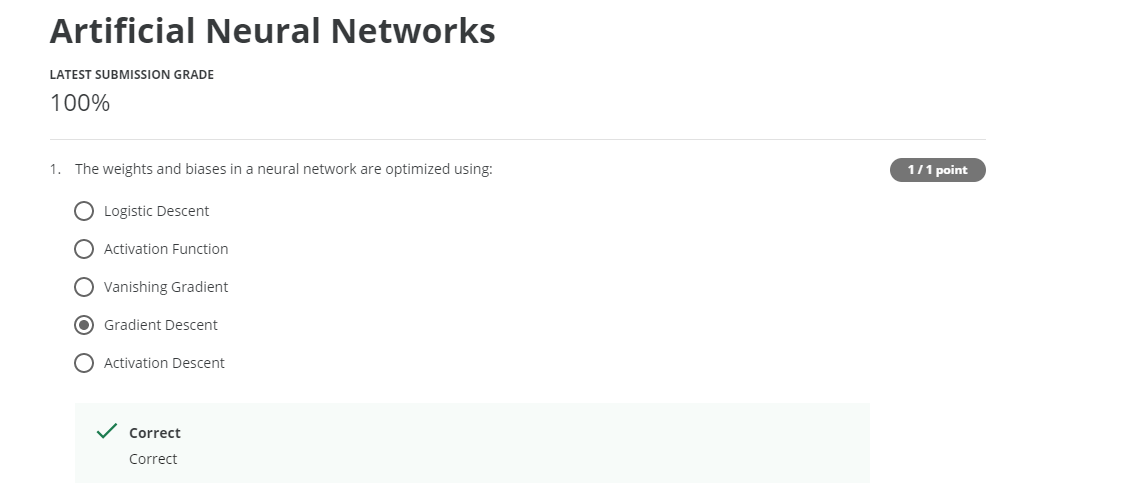 Artificial Neural Networks
LATEST SUBMISSION GRADE
100%
1. The weights and biases in a neural network are optimized using:
1 / 1 point
Logistic Descent
Activation Function
Vanishing Gradient
Gradient Descent
Activation Descent
Correct
Correct